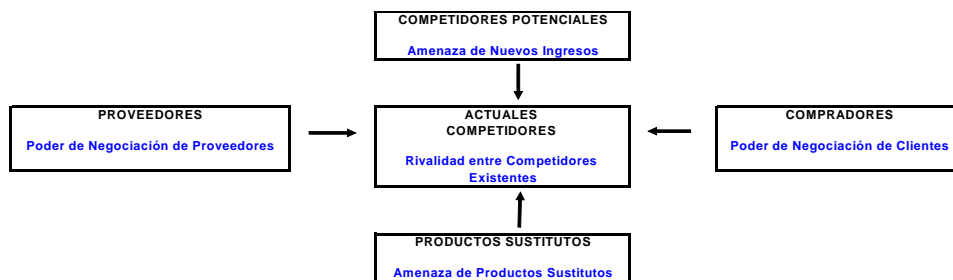 COMPETIDORES POTENCIALES
Amenaza de Nuevos Ingresos
PROVEEDORES
Poder de Negociación de Proveedores
ACTUALES
COMPETIDORES
Rivalidad entre Competidores
Existentes
COMPRADORES
Poder de Negociación de Clientes
PRODUCTOS SUSTITUTOS
Amenaza de Productos Sustitutos